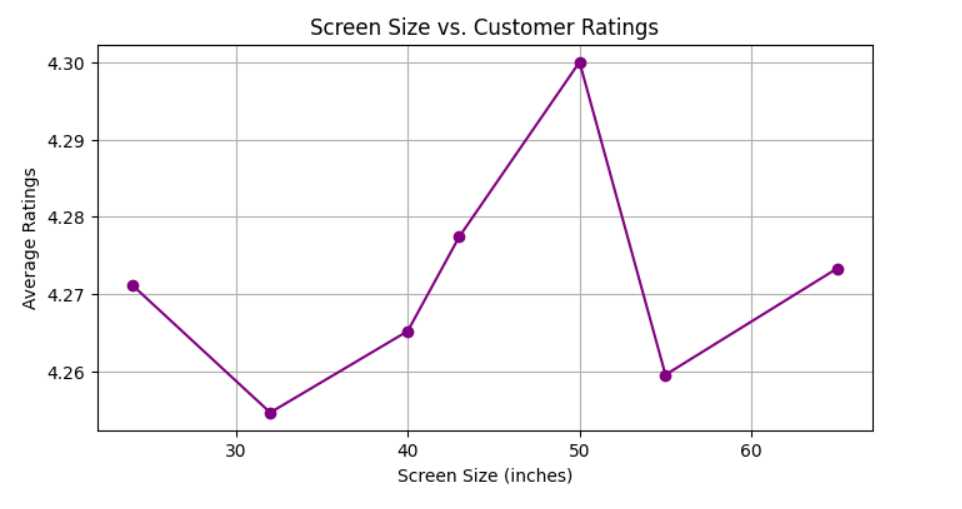 Screen Size vs. Customer Ratings
4.30
4.29
4.28
4.27
4.26
Average Ratings
30 40 50 60
Screen Size (inches)